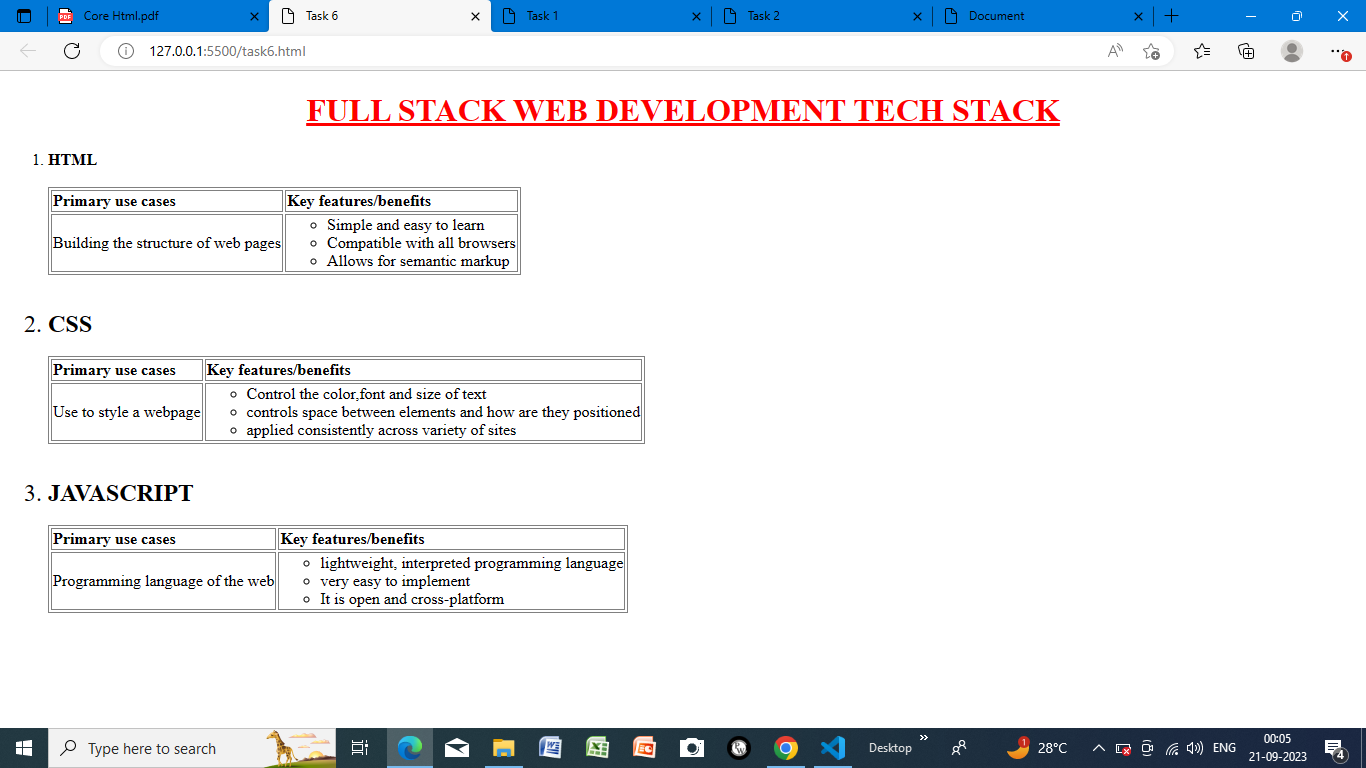 Core Html.pdf
Task 6
Task 1
Task 2
Document
127.0.0.1:5500/task6.html
FULL STACK WEB DEVELOPMENT TECH STACK
1. HTML
Primary use cases Key features/benefits
Building the structure of web pages
Simple and easy to learn
Compatible with all browsers
Allows for semantic markup
2. CSS
Primary use cases Key features/benefits
Use to style a webpage
Control the color,font and size of text
controls space between elements and how are they positioned
applied consistently across variety of sites
3. JAVASCRIPT
Primary use cases Key features/benefits
Programming language of the web
lightweight, interpreted programming language
very easy to implement
It is open and cross-platform
Type here to search
Desktop
1
28°C
ENG
00:05
21-09-2023
4